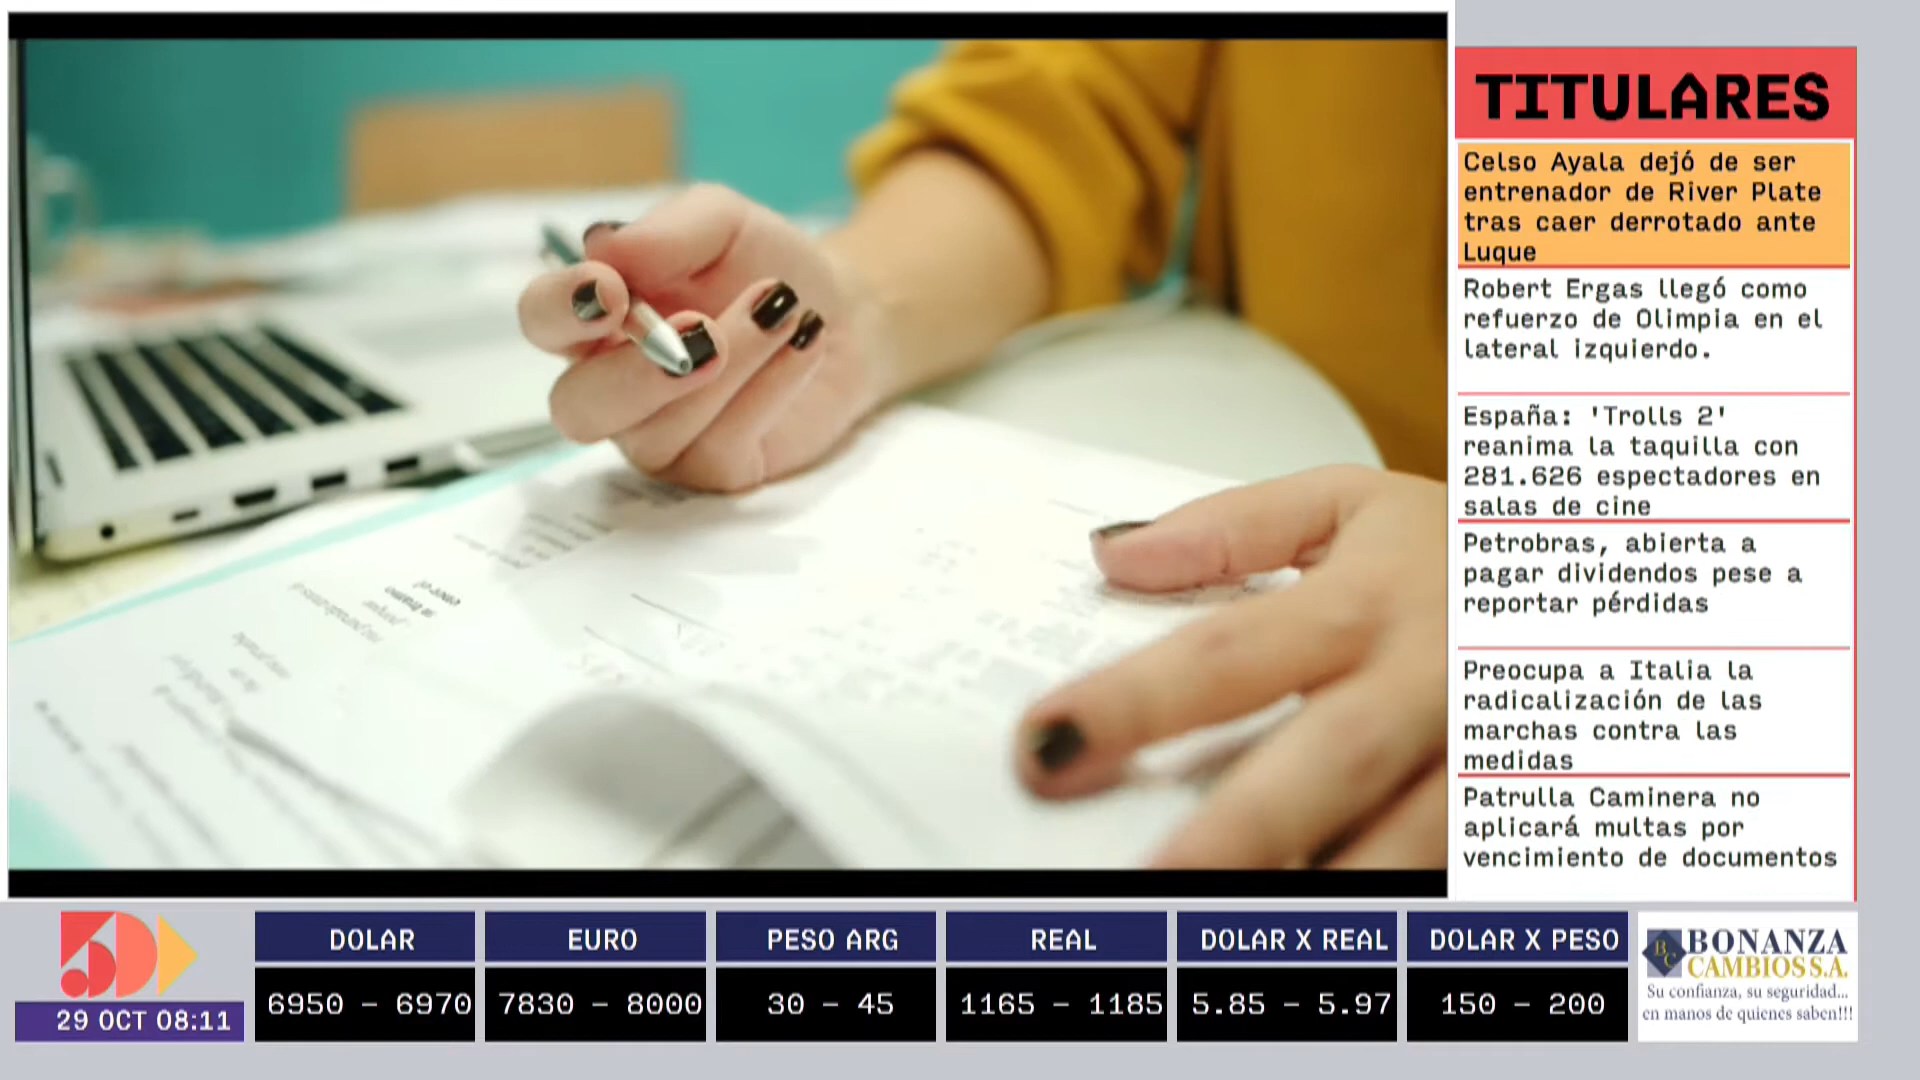 TITULARES
Celso Ayala dejó de ser
entrenador de River Plate
tras caer derrotado ante
Luque
Robert Ergas llegó como
refuerzo de Olimpia en el
lateral izquierdo.
España: 'Trolls 2'
reanima la taquilla con
281.626 espectadores en
salas de cine
Petrobras, abierta a
pagar dividendos pese a
reportar pérdidas
Preocupa a Italia la
radicalización de las
marchas contra las
medidas
Patrulla Caminera no
aplicará multas por
vencimiento de documentos
5D
29 OCT 08:11
DOLAR
6950 - 6970
EURO
7830 - 8000
PESO ARG
30 - 45
REAL
1165 - 1185
DOLAR X REAL
5.85 - 5.97
DOLAR X PESO
150 - 200
BC
BONANZA
CAMBIOS S.A.
Su confianza, su seguridad...
en manos de quienes saben!!!